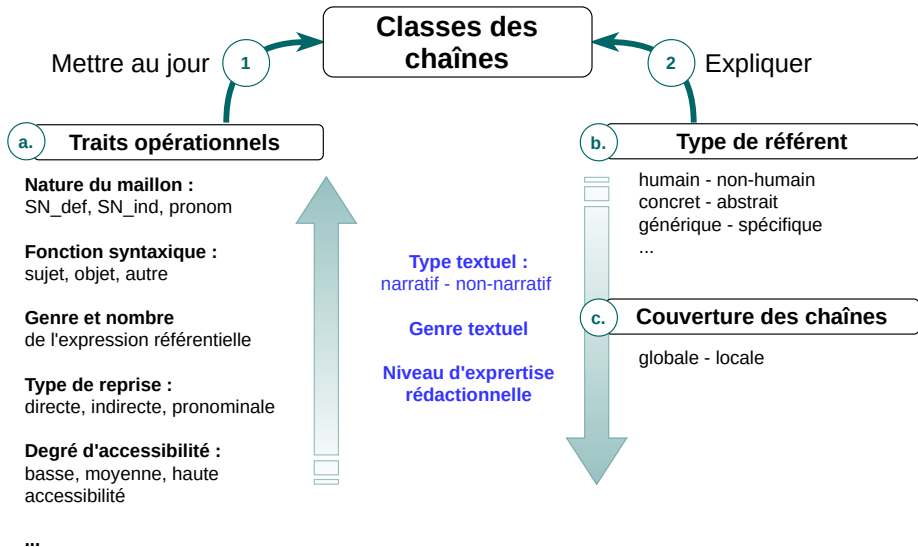 Classes des
chaînes
Mettre au jour
1
2
Expliquer
a.
Traits opérationnels
Nature du maillon :
SN_def, SN_ind, pronom
Fonction syntaxique :
sujet, objet, autre
Genre et nombre
de l'expression référentielle
Type de reprise :
directe, indirecte, pronominale
Degré d'accessibilité :
basse, moyenne, haute
accessibilité
...
Type textuel :
narratif - non-narratif
Genre textuel
Niveau d'exprertise
rédactionnelle
b.
Type de référent
humain - non-humain
concret - abstrait
générique - spécifique
...
c.
Couverture des chaînes
globale - locale